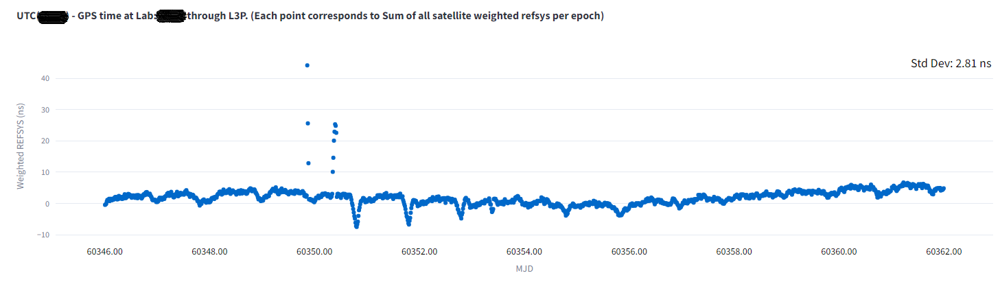 UTC( - GPS time at Lab: through L3P. (Each point corresponds to Sum of all satellite weighted refsys per epoch)
Std Dev: 2.81 ns
Weighted REFSYS (ns)
40
30
20
10
0
−10
60346.00 60348.00 60350.00 60352.00 60354.00 60356.00 60358.00 60360.00 60362.00
MJD